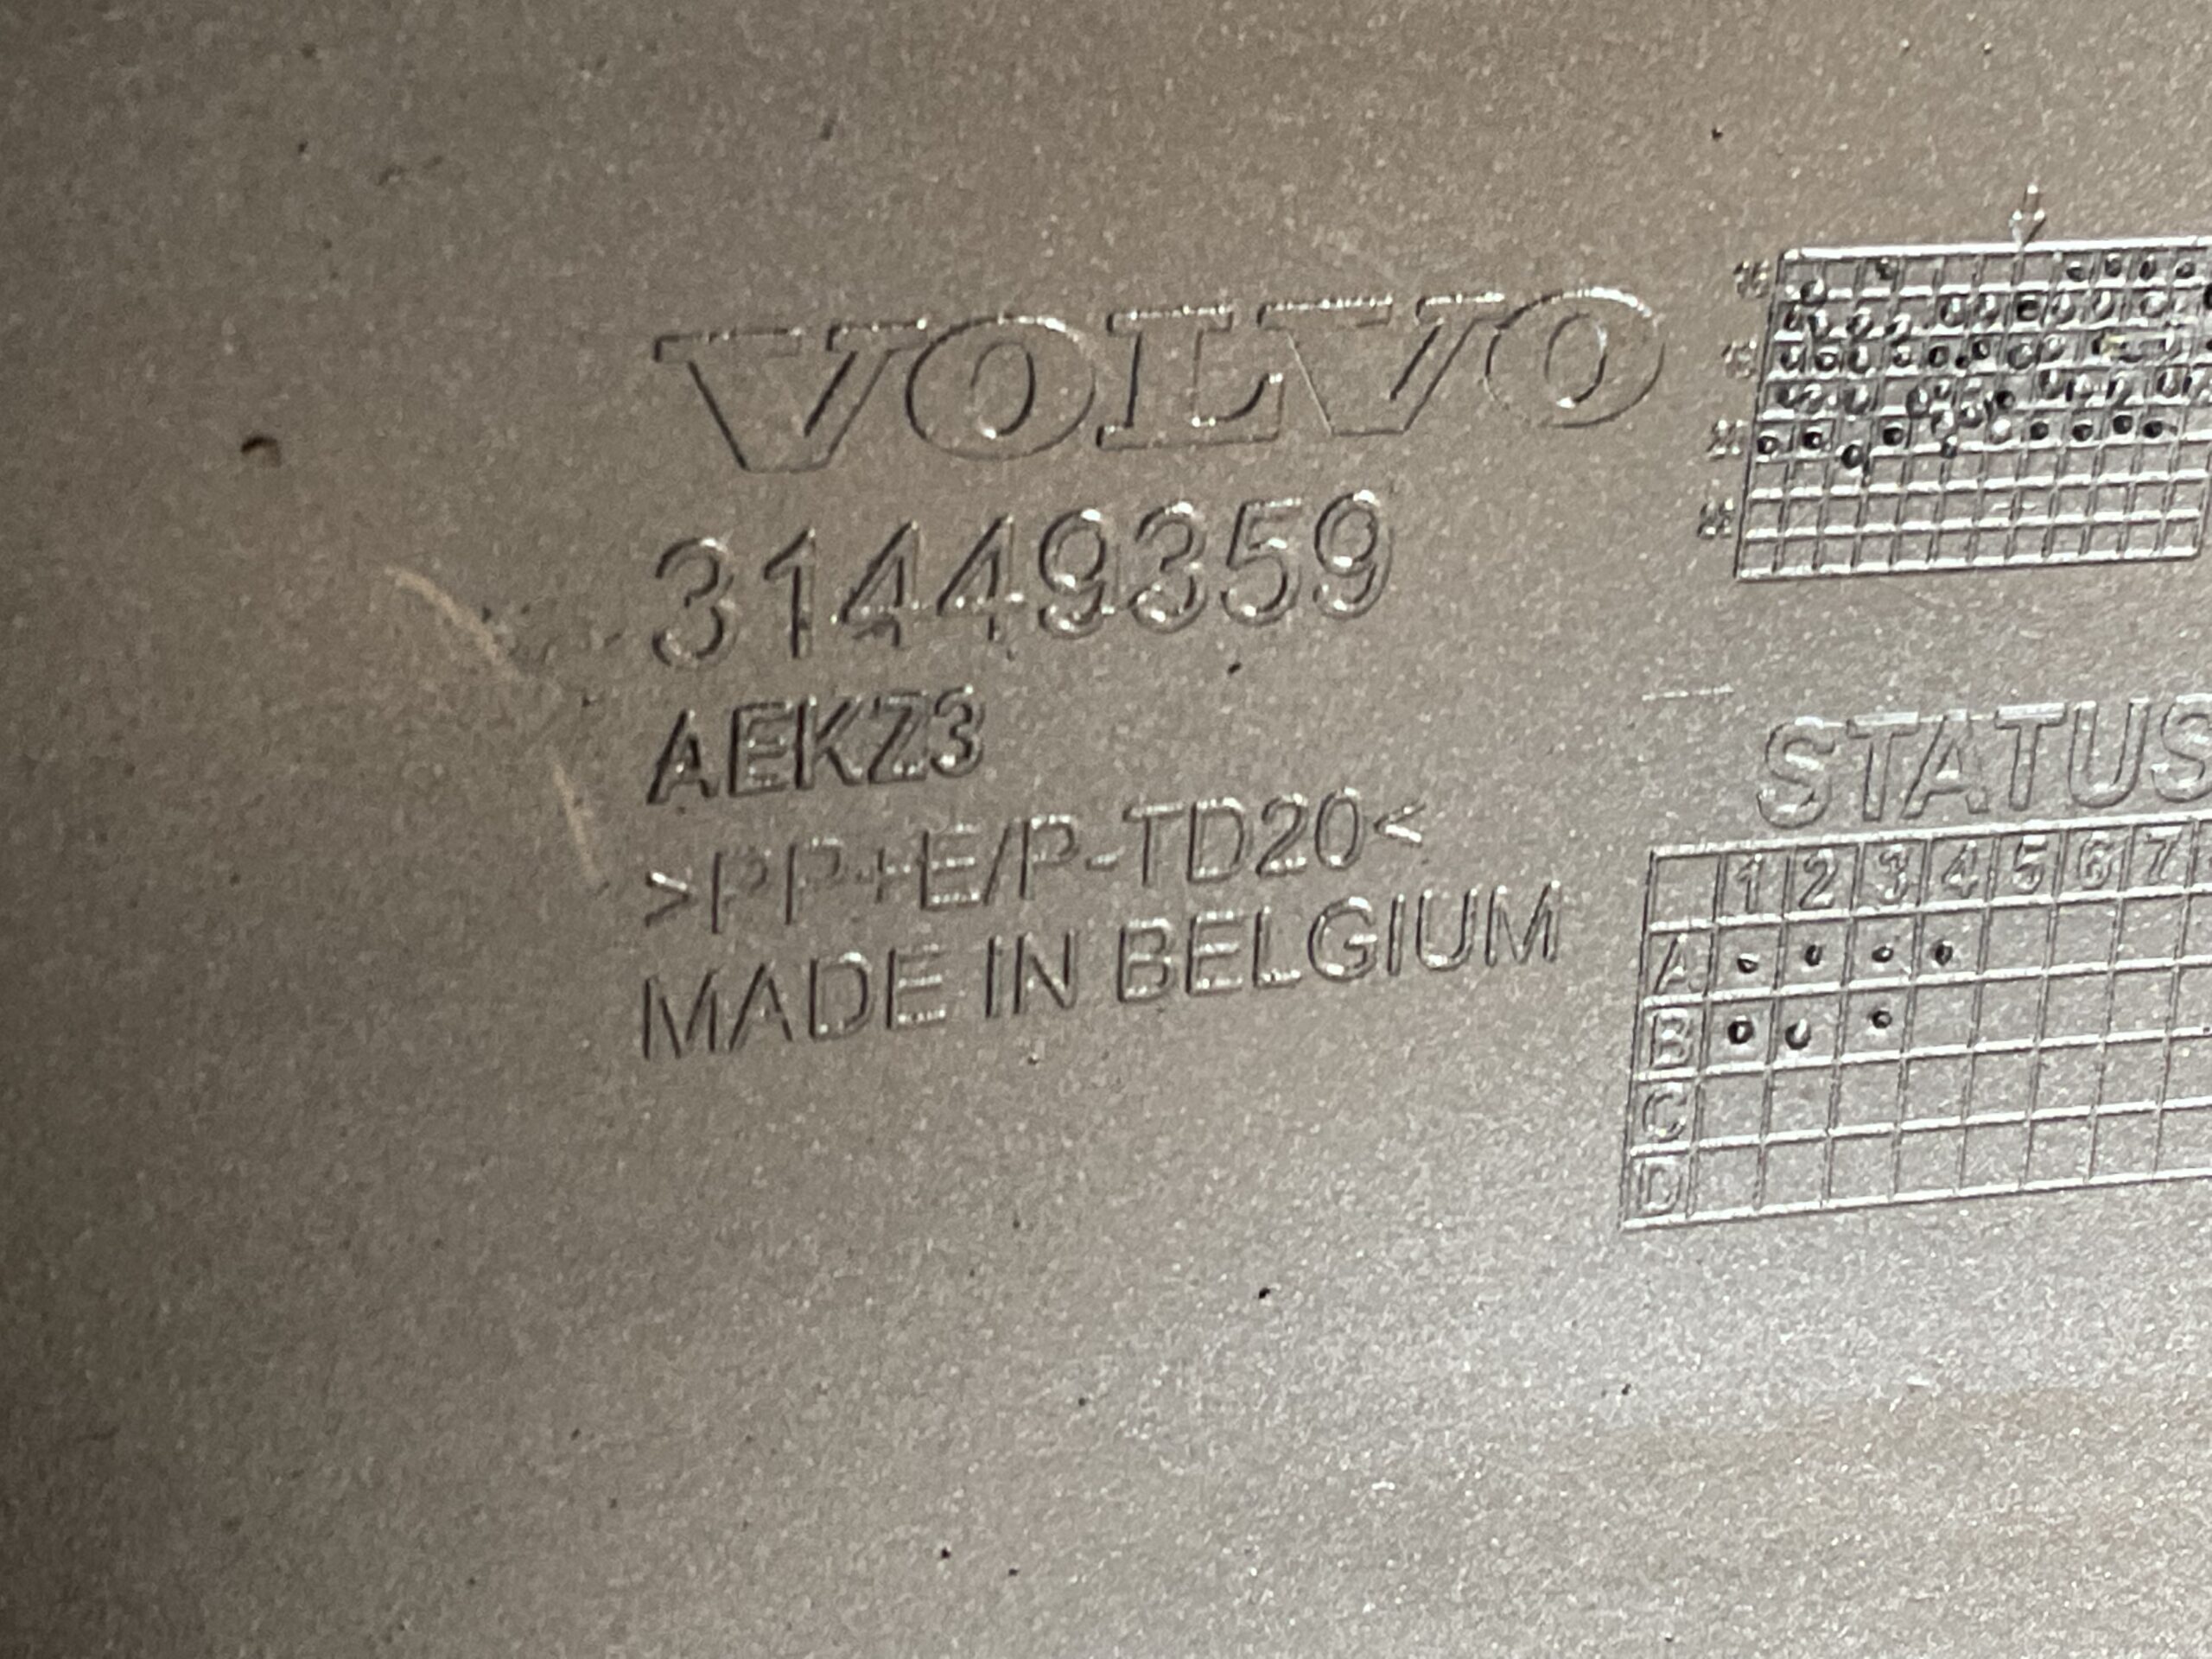 VOLVO
31449359
AEKZ3
>PP+E/P-TD20<
MADE IN BELGIUM
STATUS
1 2 3 4 5 6 7
A
B
C
D